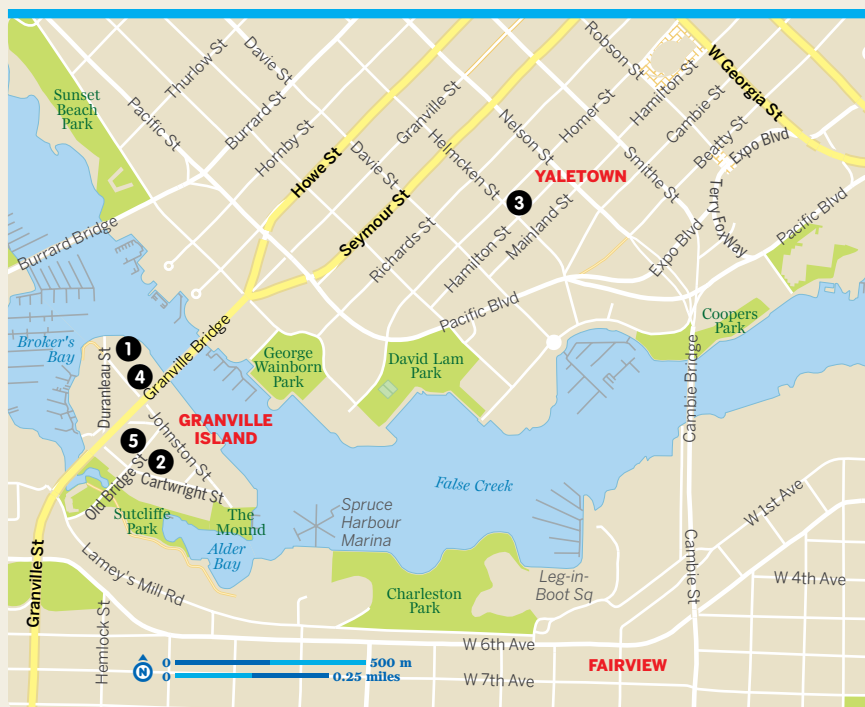 Robson St
W Georgia St
Davie St
Thurlow St
Hamilton St
Sunset
Beach
Park
Granville St
Homer St
Cambie St
Pacific St
Burrard St
Nelson St
Beatty St
Expo Blvd
Hornby St
Helmcken St
Howe St
Davie St
Smithe St
YALETOWN
Terry Fox Way
3
Seymour St
Mainland St
Pacific Blvd
Richards St
Hamilton St
Expo Blvd
Burrard Bridge
Pacific Blvd
Coopers
Park
Broker's
Bay
1
Duranleau St
Granville Bridge
George
Wainborn
Park
David Lam
Park
4
Cambie Bridge
GRANVILLE
ISLAND
Johnston St
5
2
Old Bridge St
Cartwright St
False Creek
Sutcliffe
Park
The
Mound
Spruce
Harbour
Marina
W 1st Ave
Alder
Bay
Lamey's Mill Rd
Granville St
Hemlock St
Charleston
Park
Leg-in-
Boot Sq
Cambie St
W 4th Ave
W 6th Ave
FAIRVIEW
W 7th Ave
N
0 500 m
0 0.25 miles